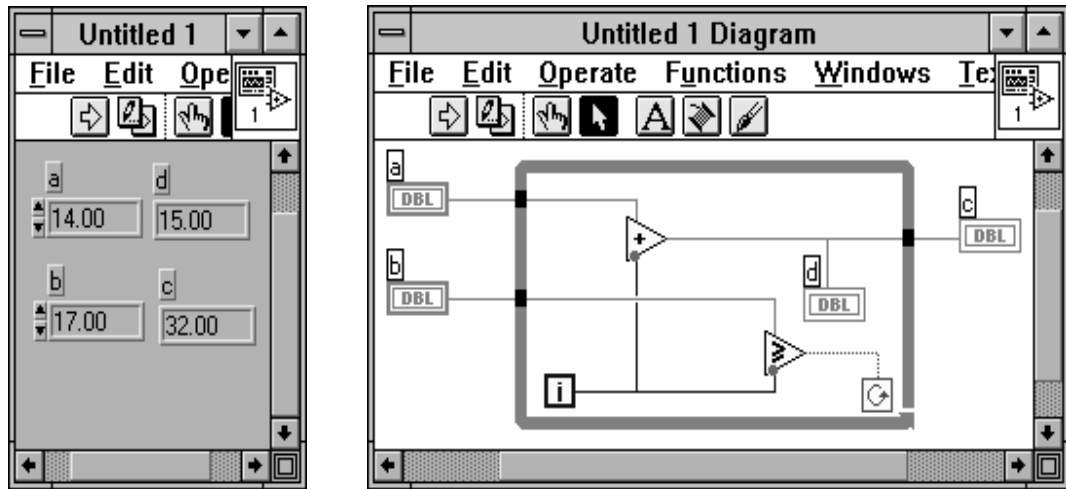 Untitled 1
File Edit Ope
1
a d
14.00 15.00
b c
17.00 32.00
Untitled 1 Diagram
File Edit Operate Functions Windows Te
1
A
a
DBL
c
DBL
+
b
DBL
d
DBL
≥
i